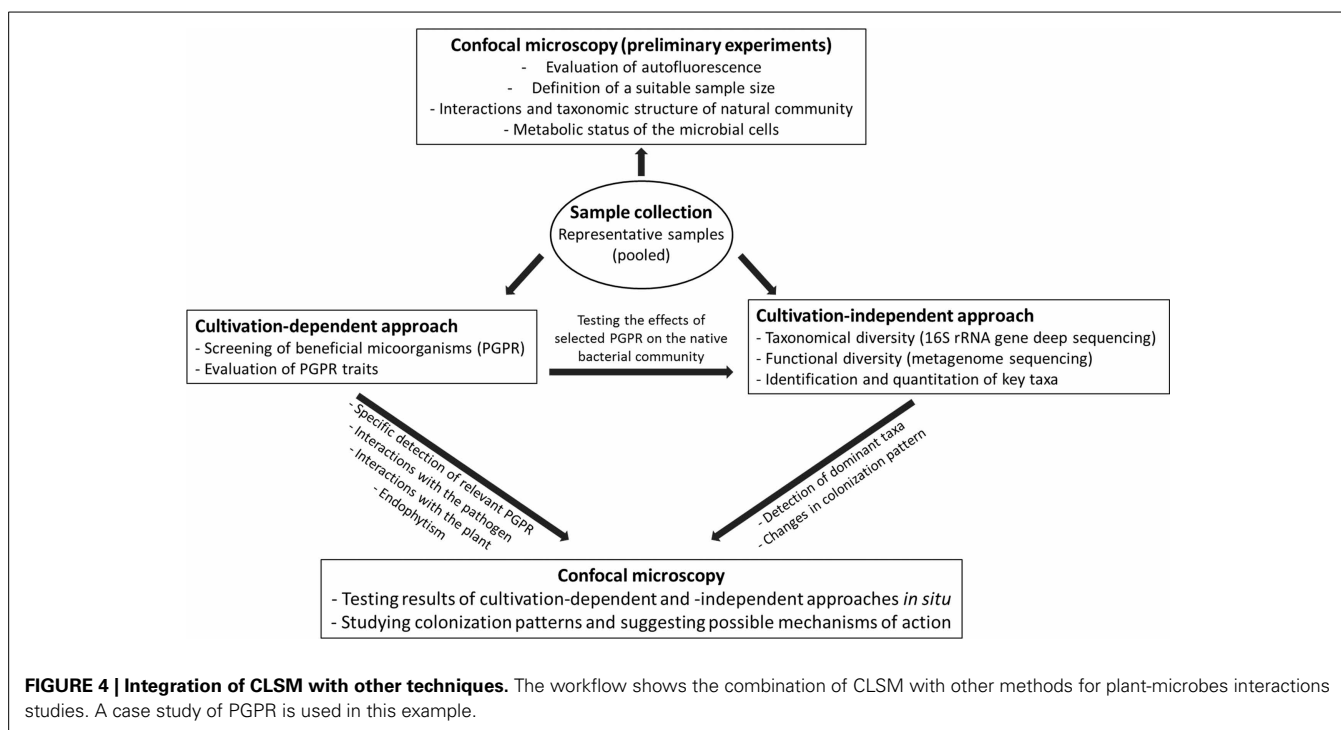 Confocal microscopy (preliminary experiments)
- Evaluation of autofluorescence
- Definition of a suitable sample size
- Interactions and taxonomic structure of natural community
- Metabolic status of the microbial cells
Sample collection
Representative samples
(pooled)
Cultivation-dependent approach
- Screening of beneficial micoorganisms (PGPR)
- Evaluation of PGPR traits
Testing the effects of
selected PGPR on the native
bacterial community
Cultivation-independent approach
- Taxonomical diversity (16S rRNA gene deep sequencing)
- Functional diversity (metagenome sequencing)
- Identification and quantitation of key taxa
- Specific detection of relevant PGPR
- Interactions with the pathogen
- Interactions with the plant
- Endophytism
- Detection of dominant taxa
- Changes in colonization pattern
Confocal microscopy
- Testing results of cultivation-dependent and -independent approaches in situ
- Studying colonization patterns and suggesting possible mechanisms of action
FIGURE 4 | Integration of CLSM with other techniques. The workflow shows the combination of CLSM with other methods for plant-microbes interactions
studies. A case study of PGPR is used in this example.